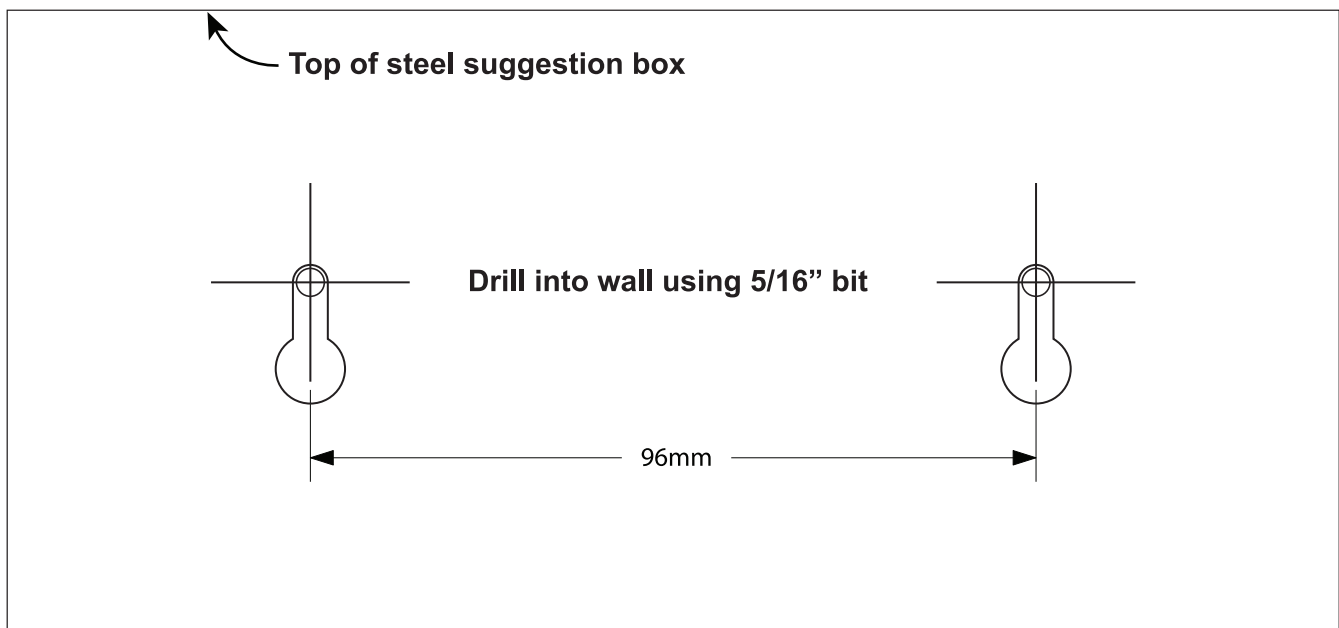 Top of steel suggestion box
Drill into wall using 5/16” bit
96mm